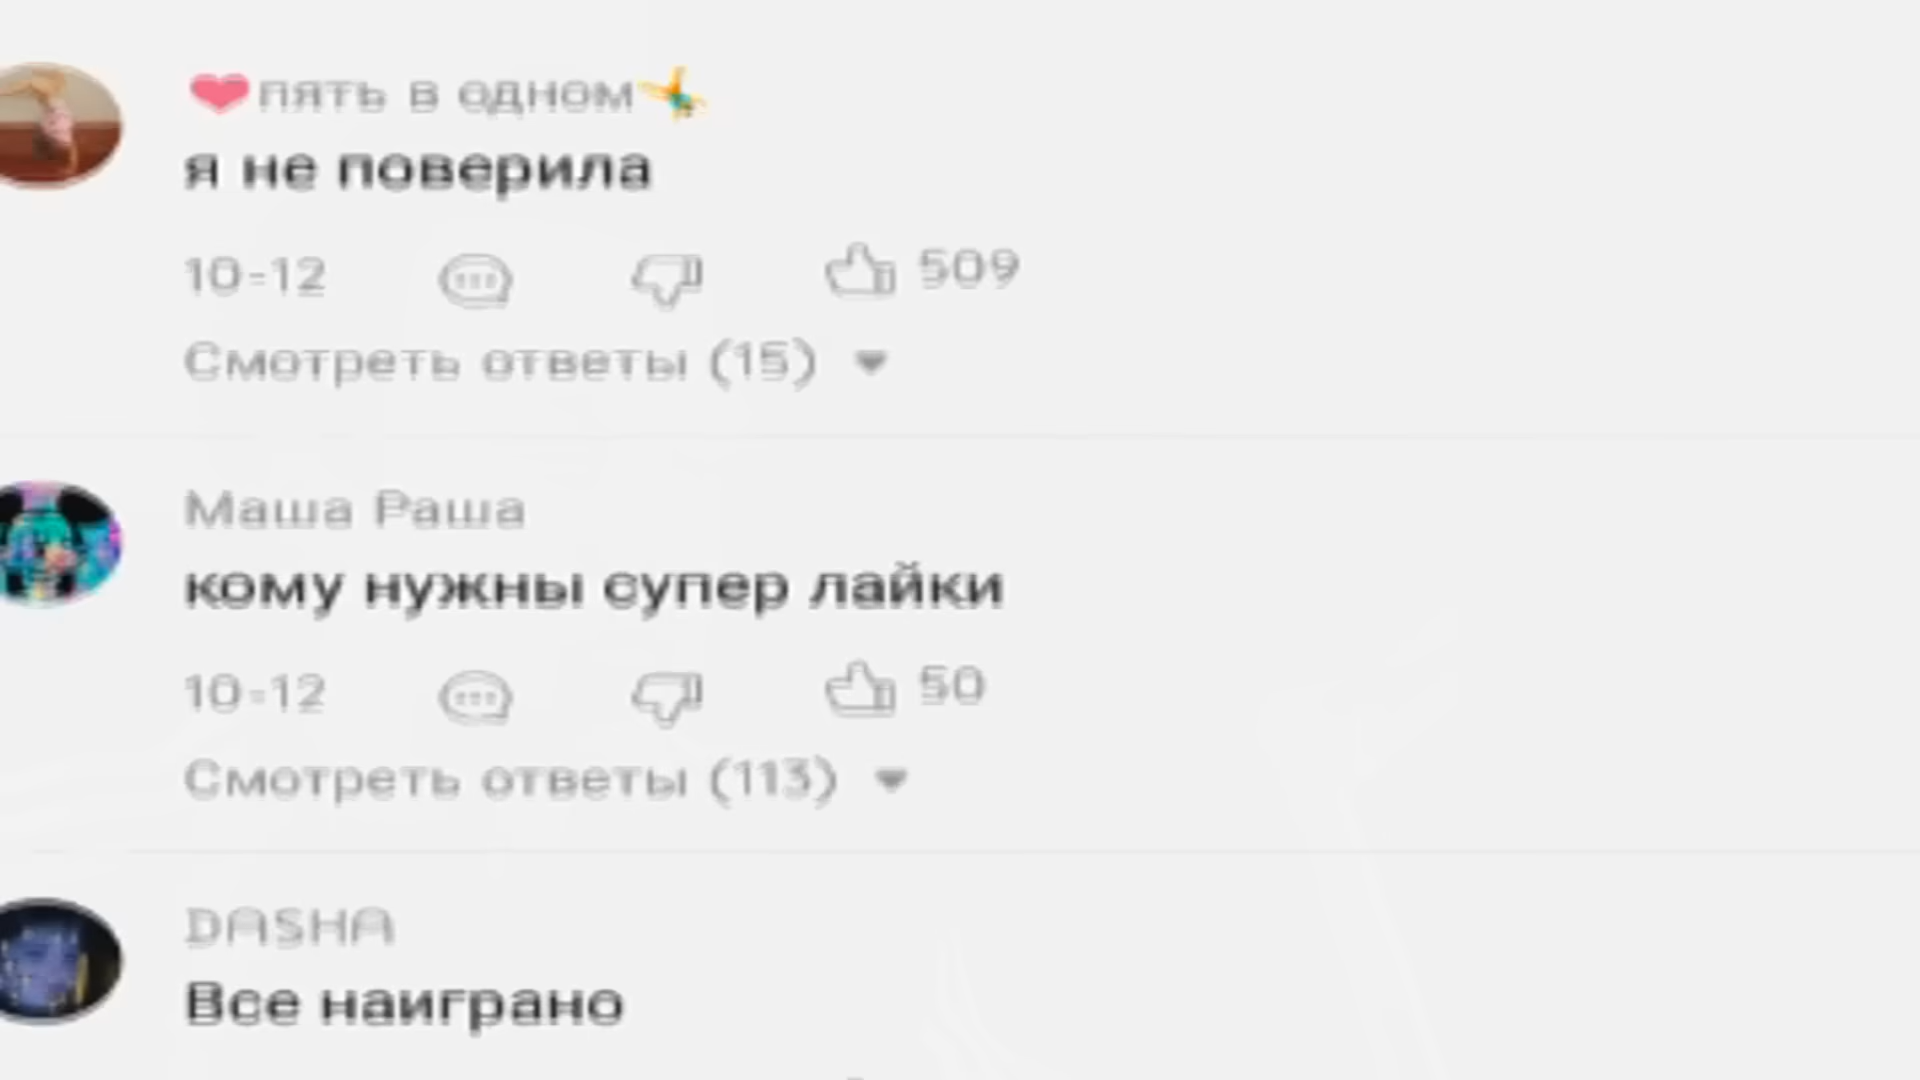 ❤️пять в одном🤸
я не поверила
10-12 509
Смотреть ответы (15)
Маша Раша
кому нужны супер лайки
10-12 50
Смотреть ответы (113)
DASHA
Все наиграно